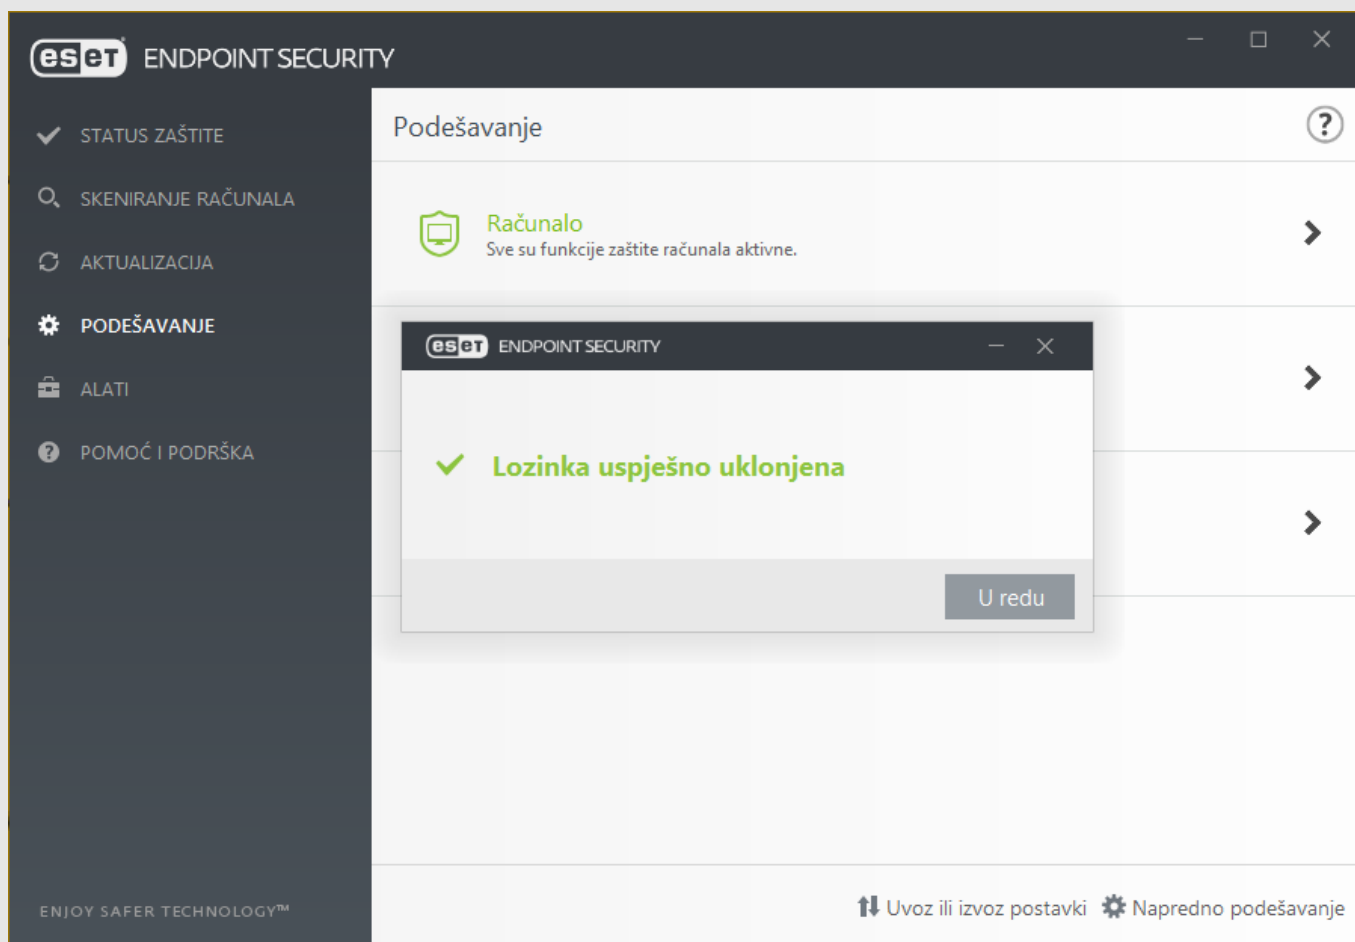 eset ENDPOINT SECURITY
STATUS ZAŠTITE
SKENIRANJE RAČUNALA
AKTUALIZACIJA
PODEŠAVANJE
ALATI
POMOĆ I PODRŠKA
ENJOY SAFER TECHNOLOGY™
Podešavanje
?
Računalo
Sve su funkcije zaštite računala aktivne.
eset ENDPOINT SECURITY
Lozinka uspješno uklonjena
U redu
Uvoz ili izvoz postavki Napredno podešavanje